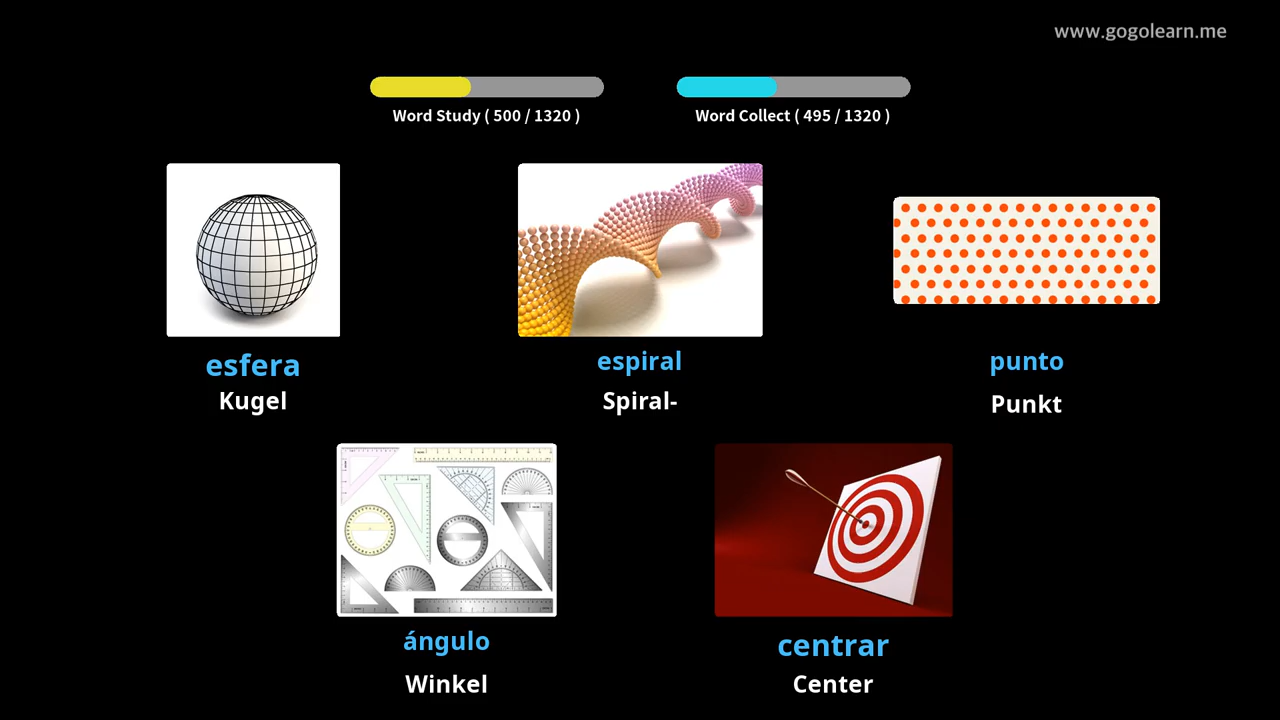 www.gogolearn.me
Word Study ( 500 / 1320 )
Word Collect ( 495 / 1320 )
esfera
Kugel
espiral
Spiral-
punto
Punkt
ángulo
Winkel
centrar
Center